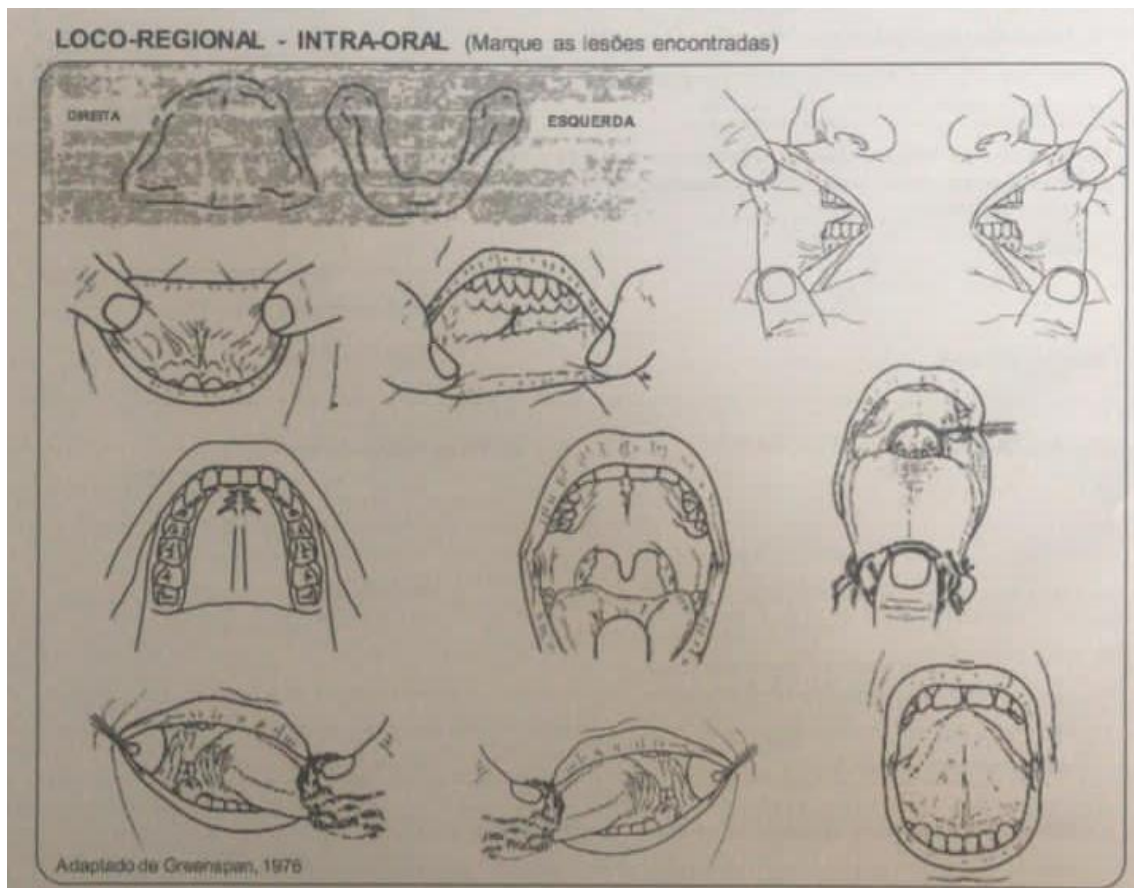 LOCO-REGIONAL - INTRA-ORAL (Marque as lesões encontradas)
DIREITA
ESQUERDA
Adaptado de Greenspan, 1976